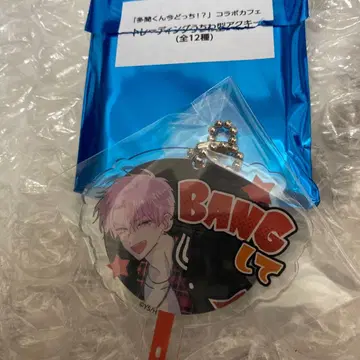 「多聞くん今どっち!?」コラボカフェ
トレーディングうちわ型アクキー
(全12種)
BANG
して